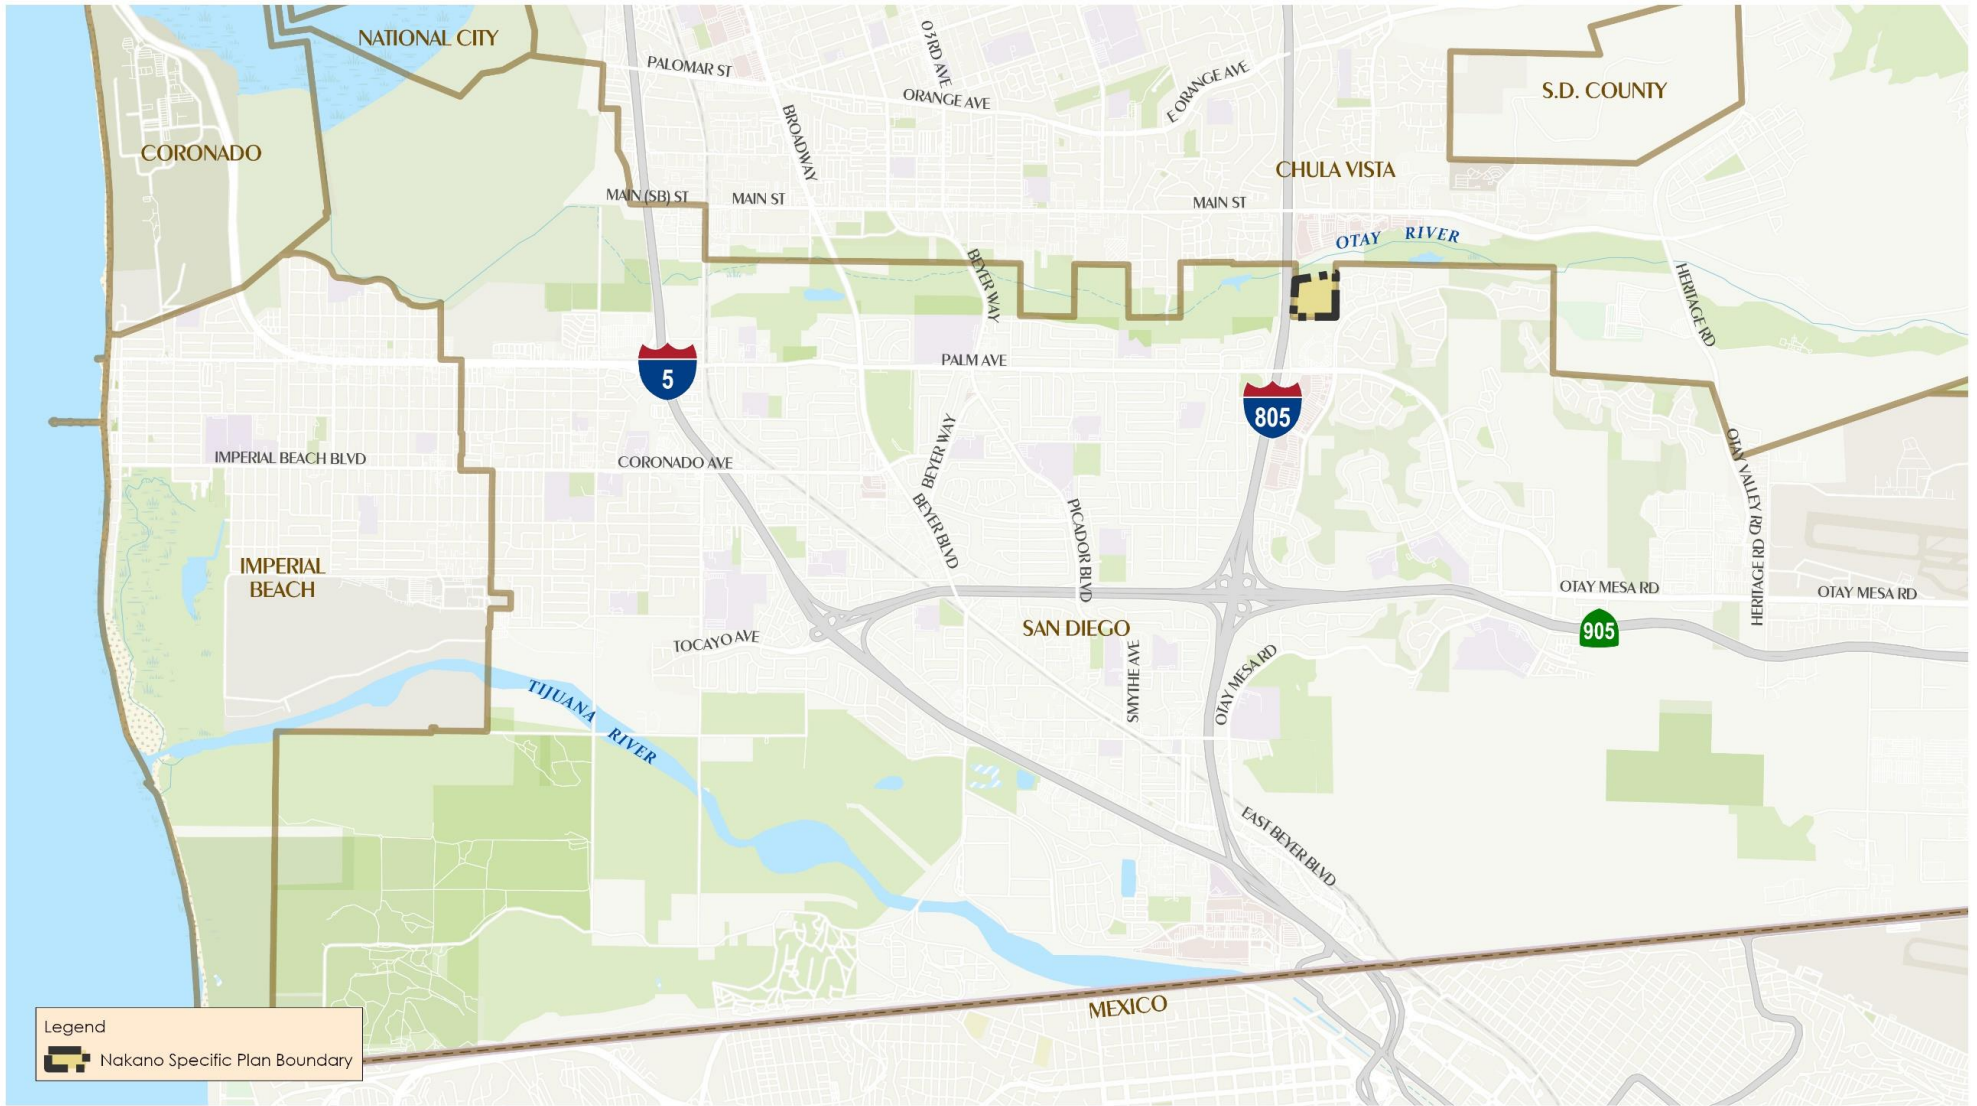 NATIONAL CITY
PALOMAR ST
03RD AVE
ORANGE AVE
E ORANGE AVE
S.D. COUNTY
BROADWAY
CORONADO
CHULA VISTA
MAIN (SB) ST
MAIN ST
MAIN ST
OTAY RIVER
BEYER WAY
HERITAGE RD
PALM AVE
5
805
IMPERIAL BEACH BLVD
CORONADO AVE
BEYER WAY
OTAY VALLEY RD
BEYER BLVD
PICADOR BLVD
HERITAGE RD
IMPERIAL
BEACH
OTAY MESA RD
OTAY MESA RD
905
SAN DIEGO
TOCAYO AVE
SMYTHE AVE
OTAY MESA RD
TIJUANA RIVER
EAST BEYER BLVD
MEXICO
Legend
Nakano Specific Plan Boundary